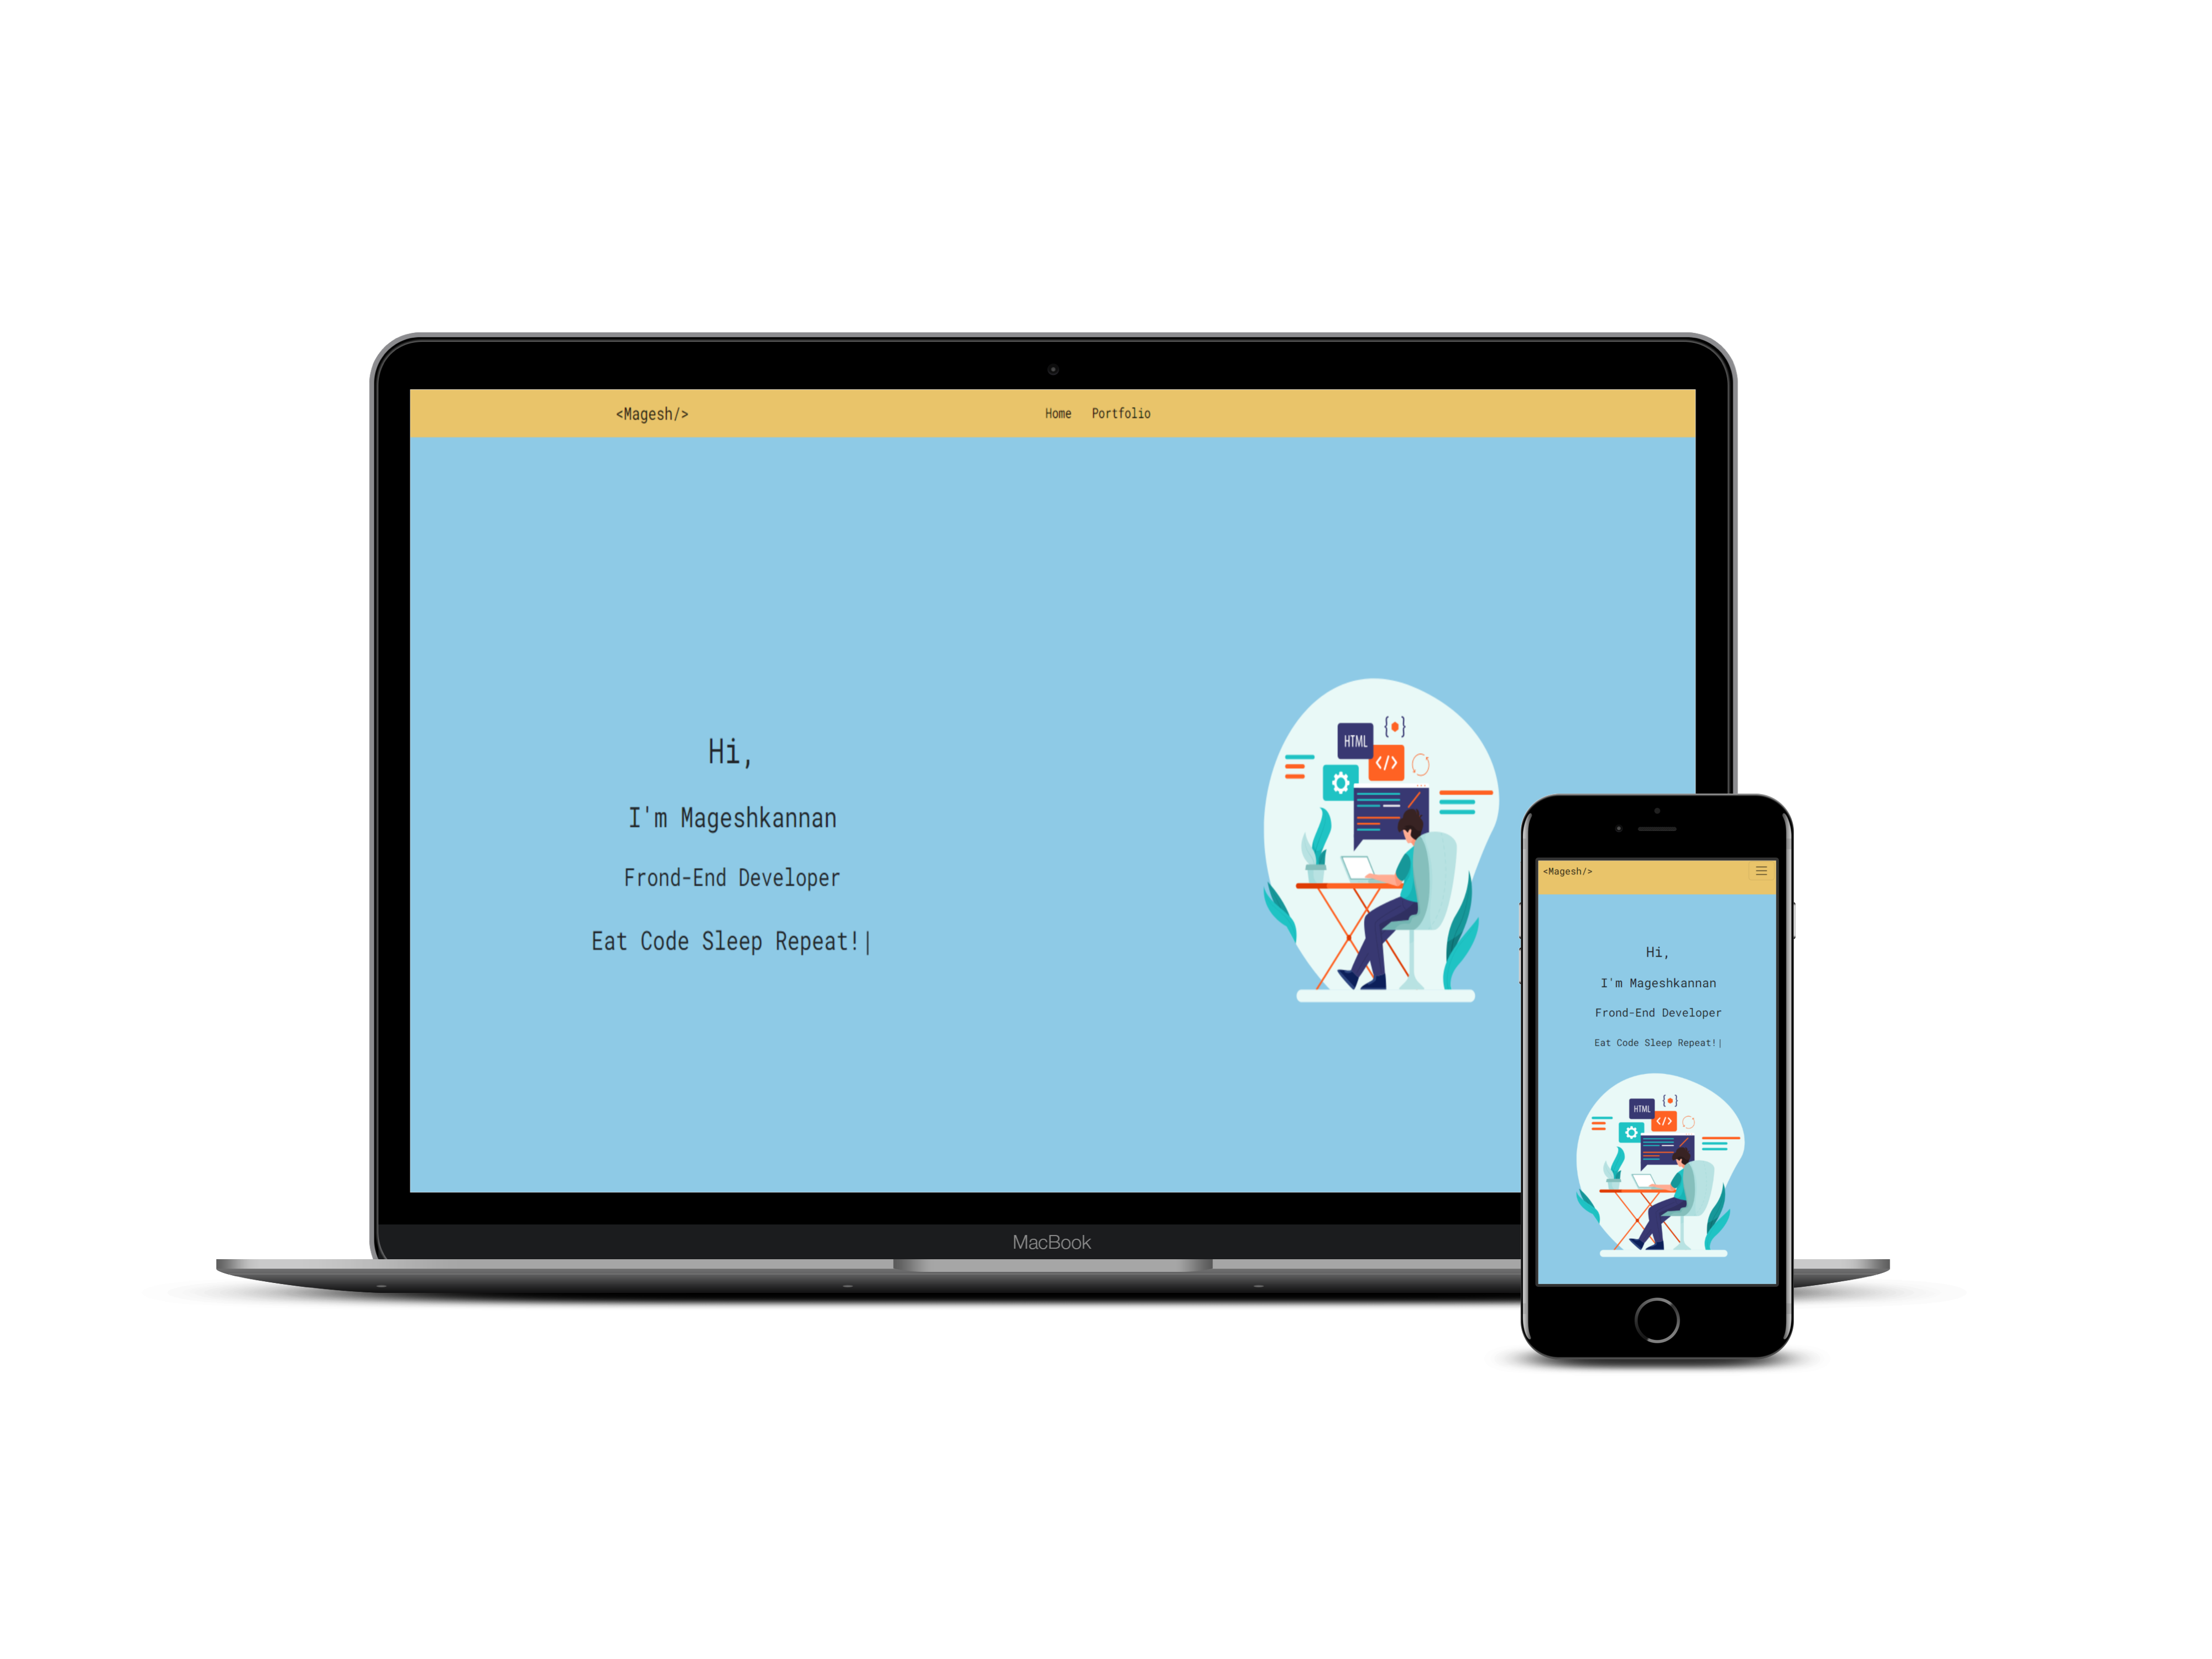 <Magesh/> Home Portfolio
Hi,
I'm Mageshkannan
Frond-End Developer
Eat Code Sleep Repeat!|
HTML
</>
MacBook
<Magesh/>
Hi,
I'm Mageshkannan
Frond-End Developer
Eat Code Sleep Repeat!|
HTML
</>